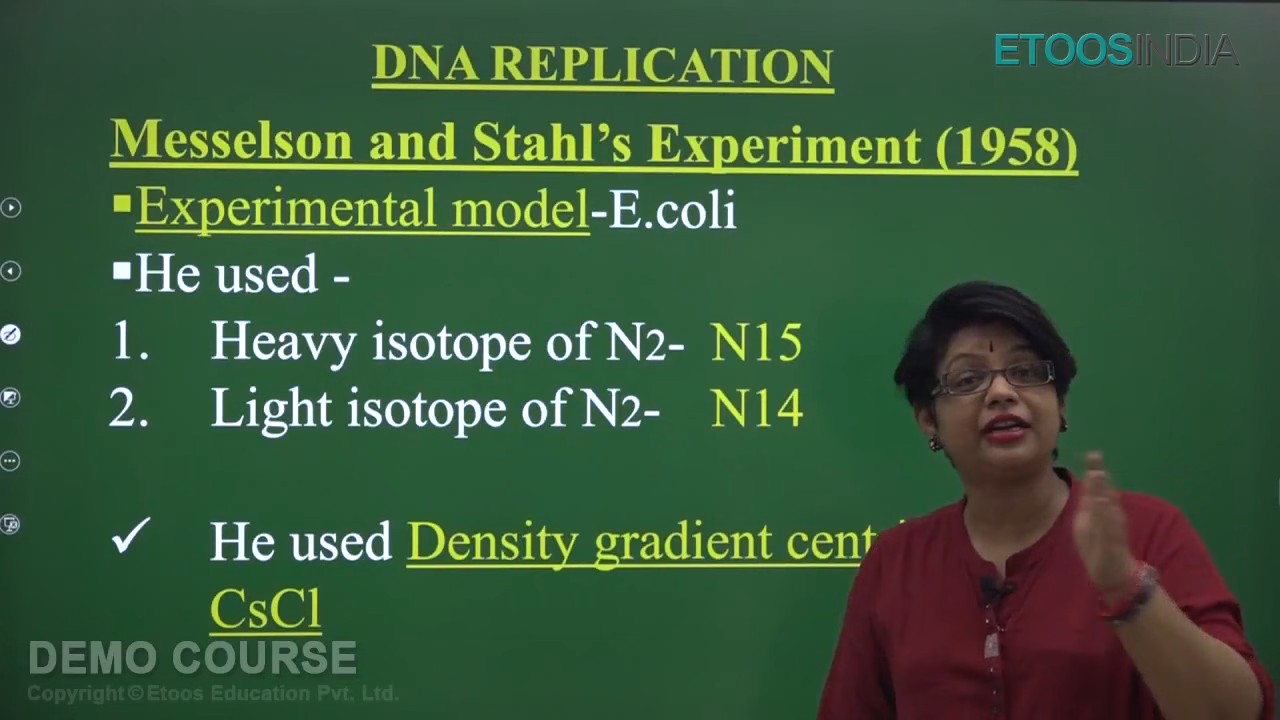 ETOOSINDIA
DNA REPLICATION
Messelson and Stahl’s Experiment (1958)
▪Experimental model-E.coli
▪He used -
1. Heavy isotope of N2- N15
2. Light isotope of N2- N14
✓ He used Density gradient
CsCl
DEMO COURSE
Copyright © Etoos Education Pvt. Ltd.